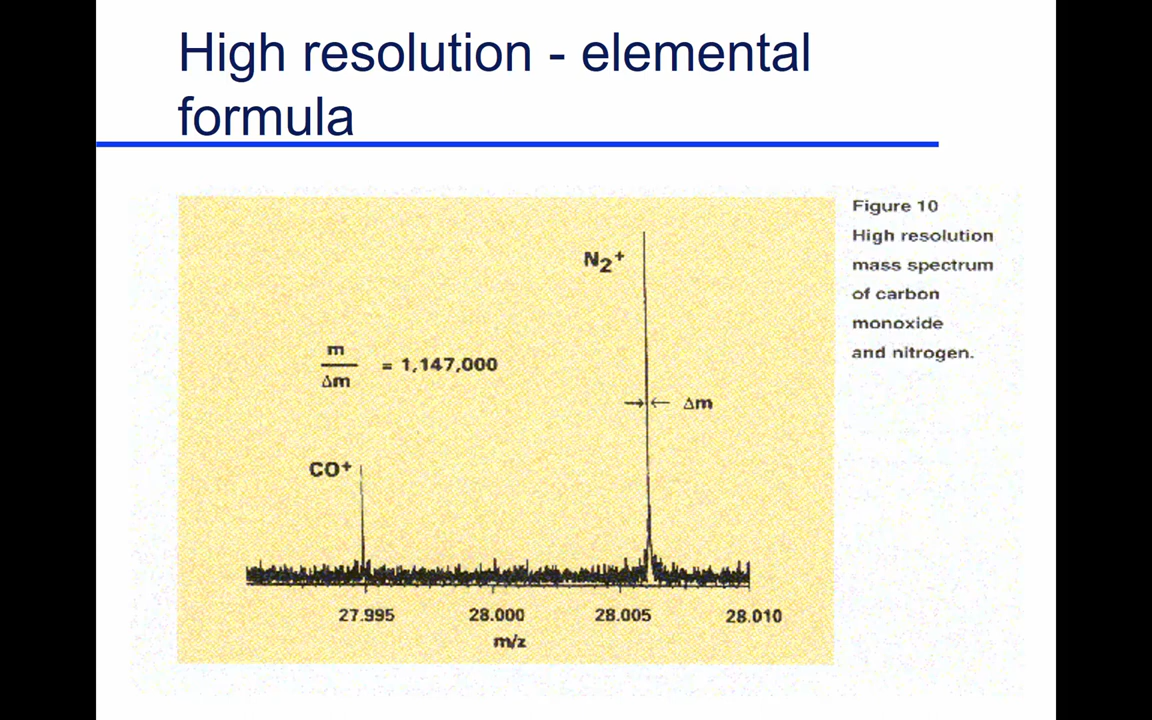 High resolution - elemental
formula
Figure 10
High resolution
mass spectrum
of carbon
monoxide
and nitrogen.
N₂⁺
m
Δm
= 1,147,000
→← Δm
CO⁺
27.995 28.000 28.005 28.010
m/z